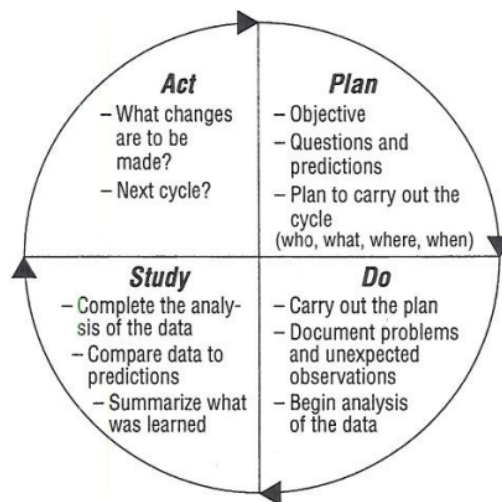 Act
– What changes
are to be
made?
– Next cycle?
Plan
– Objective
– Questions and
predictions
– Plan to carry out the
cycle
(who, what, where, when)
Study
– Complete the analy-
sis of the data
– Compare data to
predictions
– Summarize what
was learned
Do
– Carry out the plan
– Document problems
and unexpected
observations
– Begin analysis
of the data